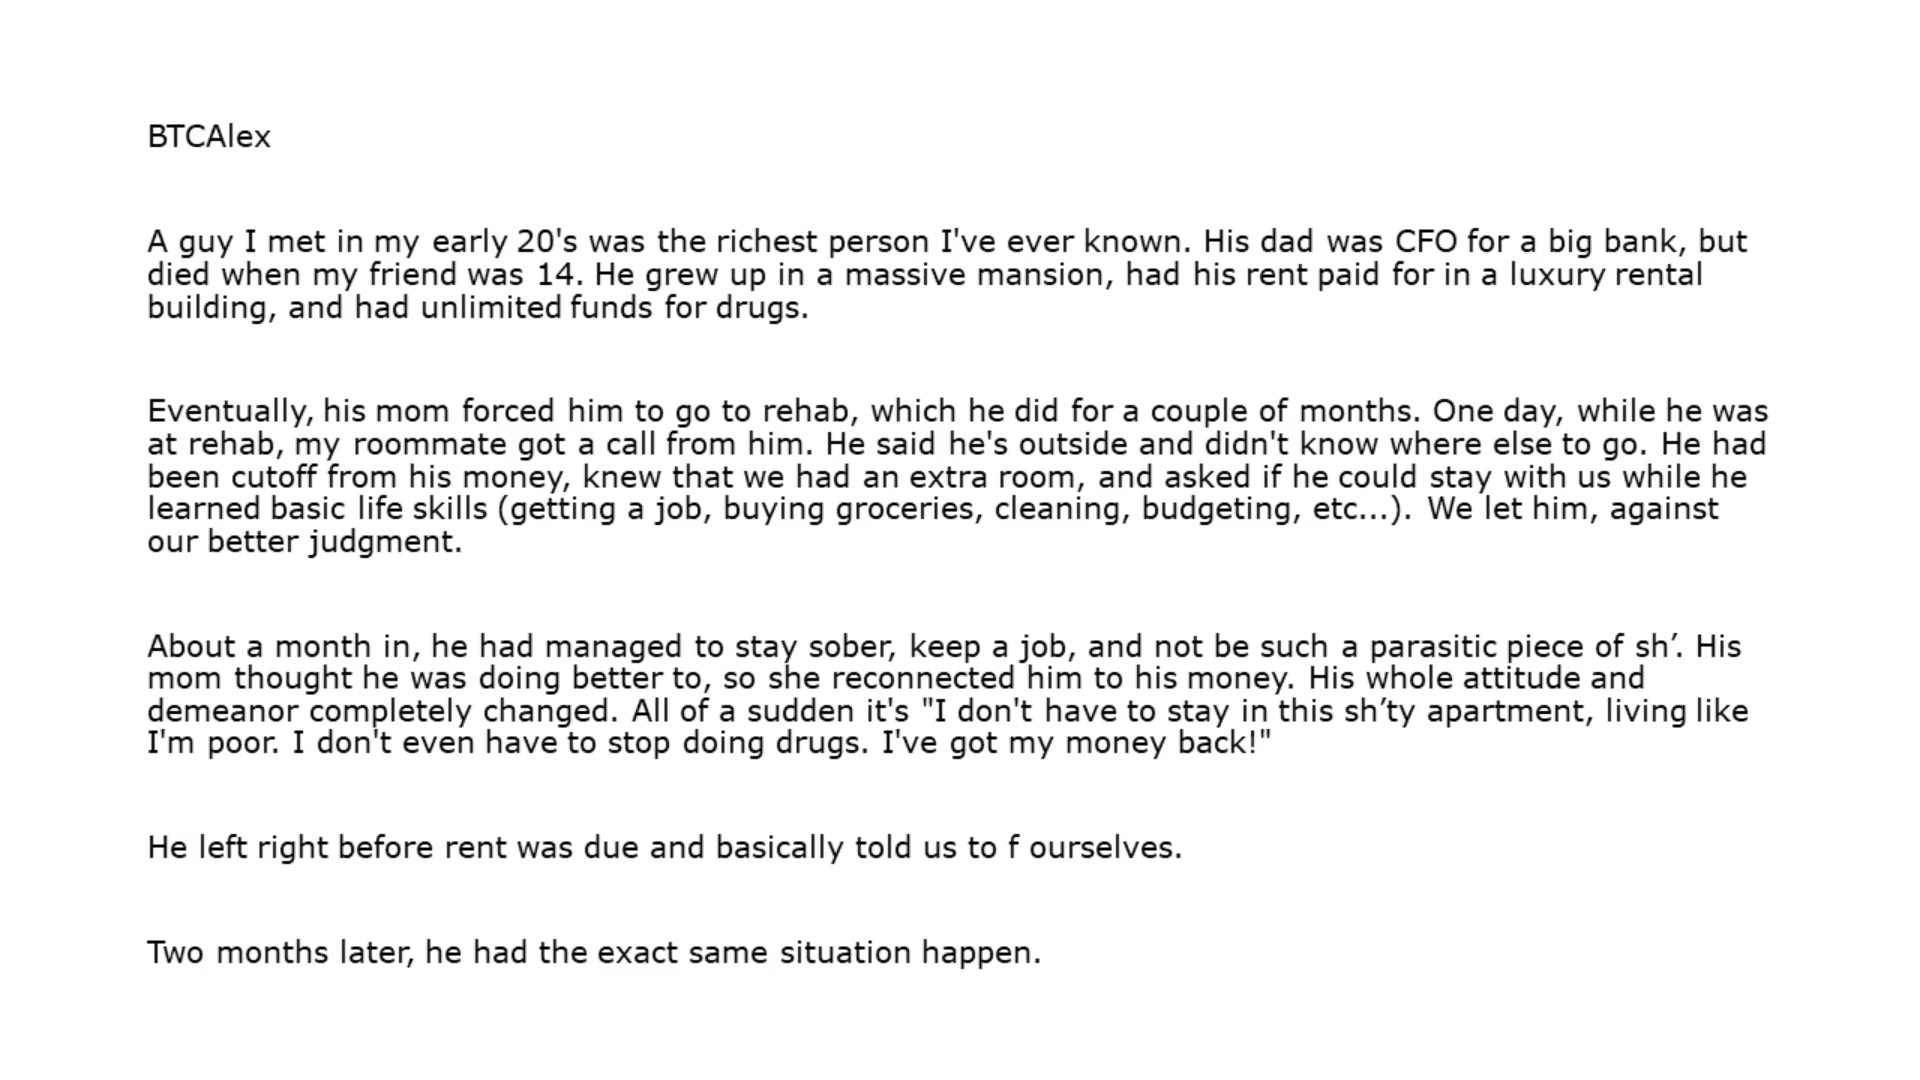 BTCAlex
A guy I met in my early 20's was the richest person I've ever known. His dad was CFO for a big bank, but
died when my friend was 14. He grew up in a massive mansion, had his rent paid for in a luxury rental
building, and had unlimited funds for drugs.
Eventually, his mom forced him to go to rehab, which he did for a couple of months. One day, while he was
at rehab, my roommate got a call from him. He said he's outside and didn't know where else to go. He had
been cutoff from his money, knew that we had an extra room, and asked if he could stay with us while he
learned basic life skills (getting a job, buying groceries, cleaning, budgeting, etc...). We let him, against
our better judgment.
About a month in, he had managed to stay sober, keep a job, and not be such a parasitic piece of sh’. His
mom thought he was doing better to, so she reconnected him to his money. His whole attitude and
demeanor completely changed. All of a sudden it's "I don't have to stay in this sh’ty apartment, living like
I'm poor. I don't even have to stop doing drugs. I've got my money back!"
He left right before rent was due and basically told us to f ourselves.
Two months later, he had the exact same situation happen.